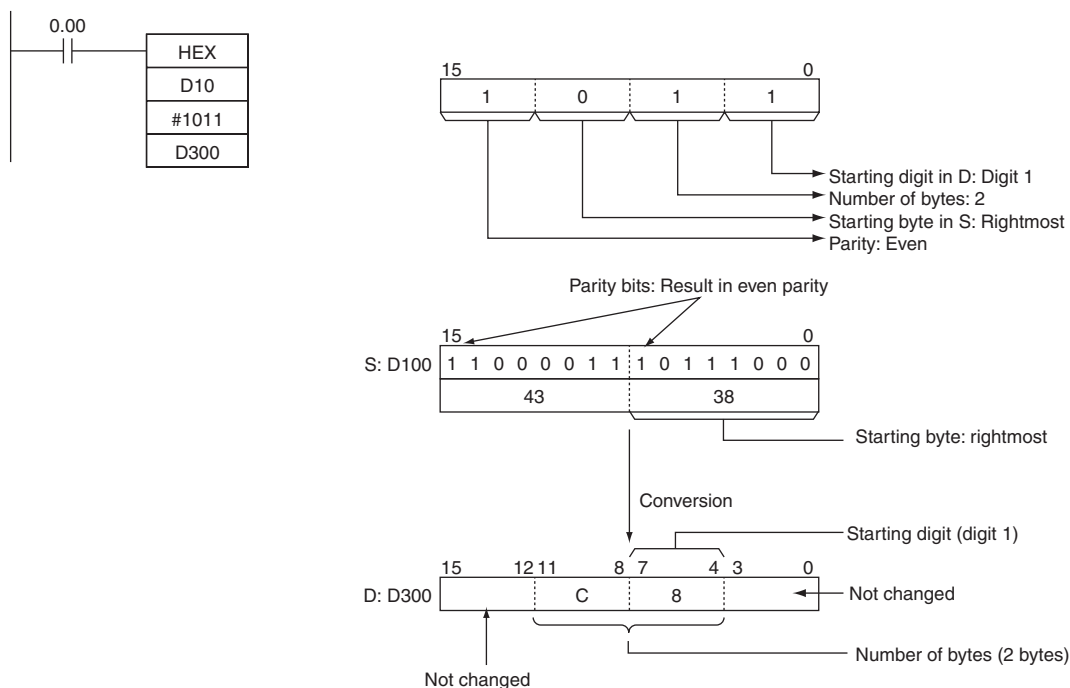 0.00
HEX
D10
#1011
D300
15 0
1 0 1 1
Starting digit in D: Digit 1
Number of bytes: 2
Starting byte in S: Rightmost
Parity: Even
Parity bits: Result in even parity
15 0
S: D100 1 1 0 0 0 0 1 1 1 0 1 1 1 0 0 0
43 38
Starting byte: rightmost
Conversion
Starting digit (digit 1)
15 12 11 8 7 4 3 0
D: D300 C 8 Not changed
Number of bytes (2 bytes)
Not changed